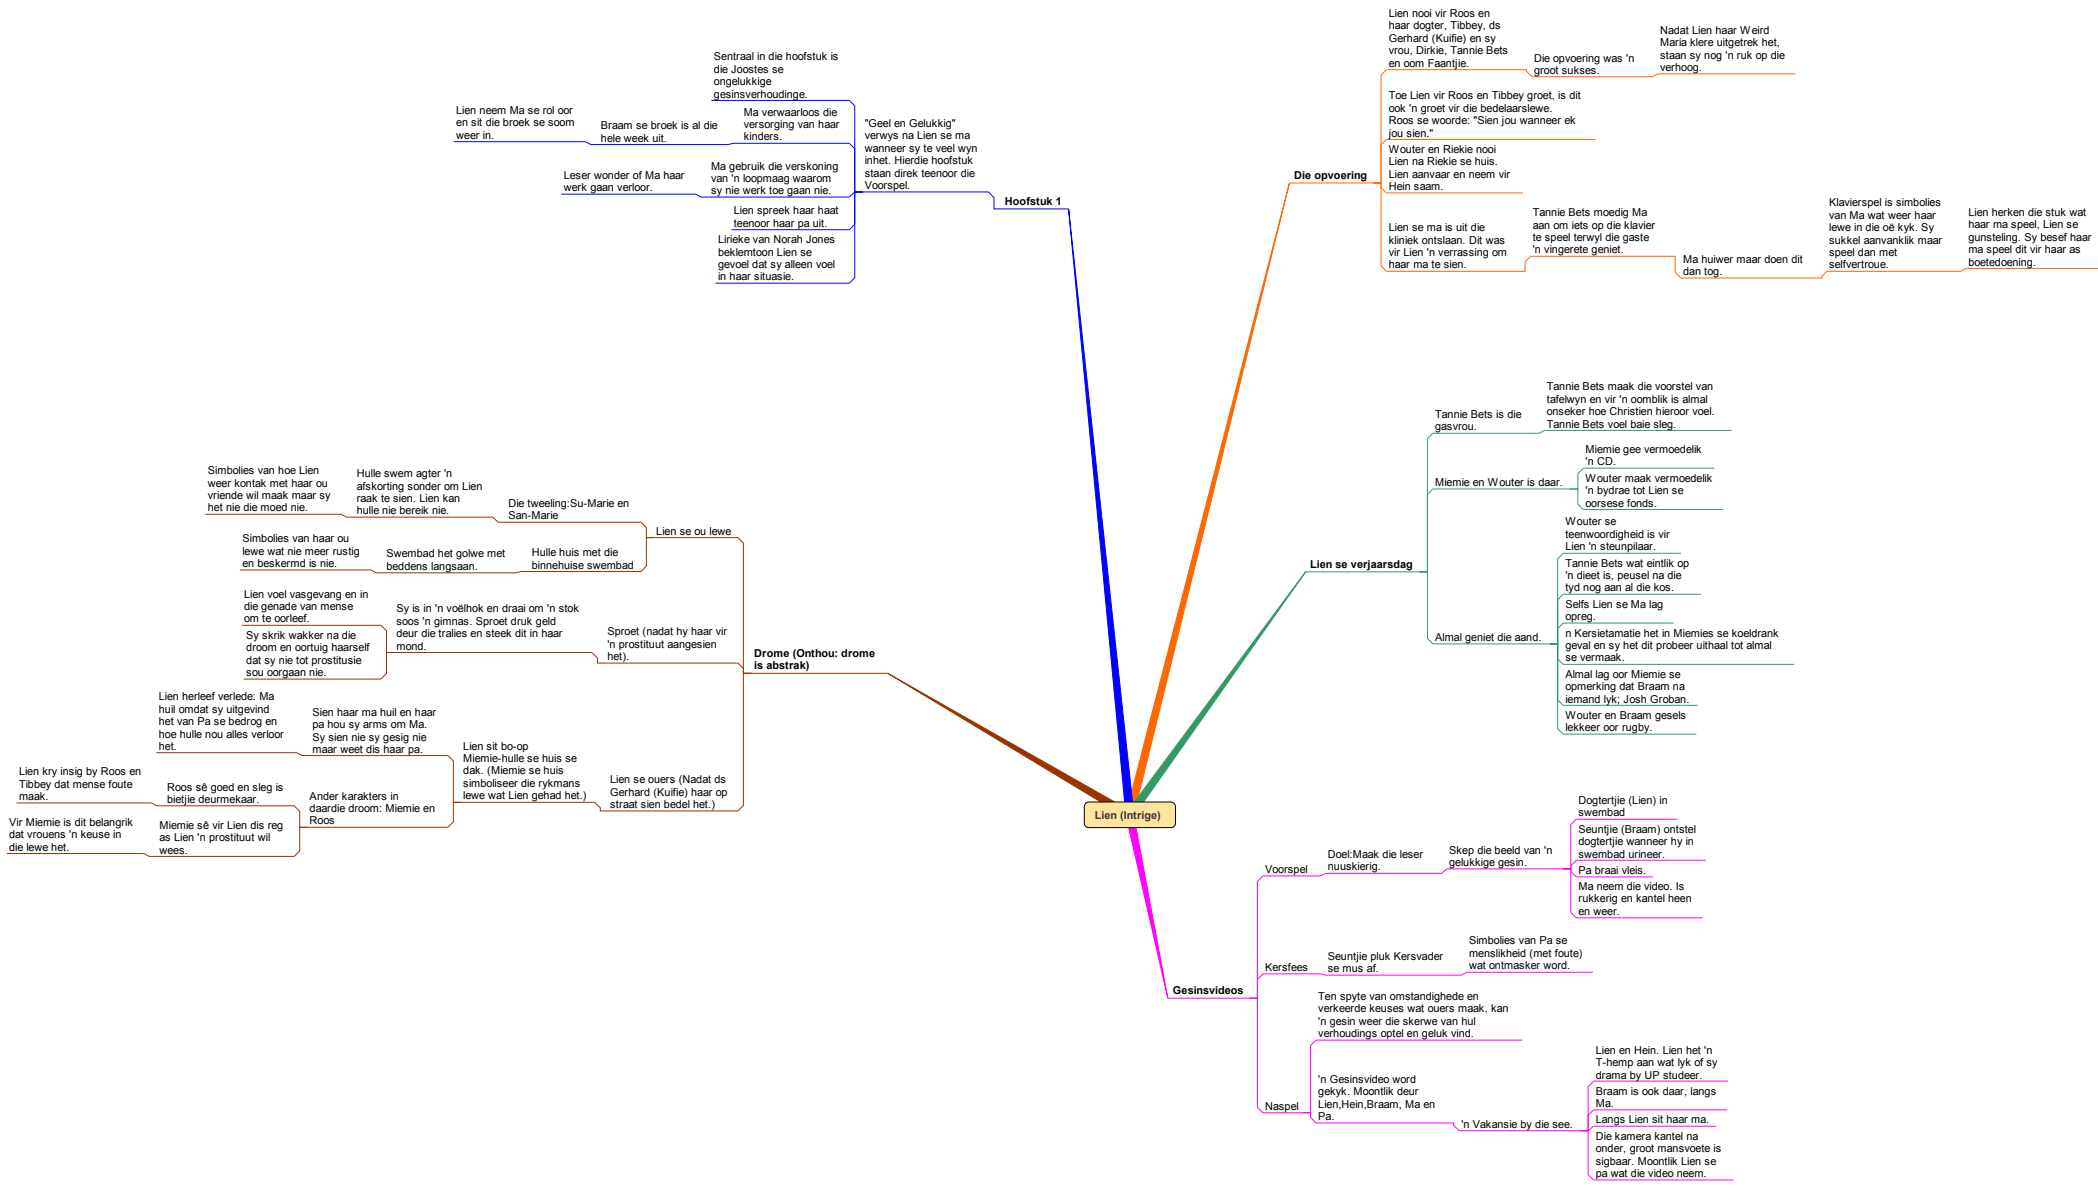 Lien (Intrige)
Hoofstuk 1
"Geel en Gelukkig"
verwys na Lien se ma
wanneer sy te veel wyn
inhet. Hierdie hoofstuk
staan direk teenoor die
Voorspel.
Sentraal in die hoofstuk is
die Joostes se
ongelukkige
gesinsverhoudinge.
Ma verwaarloos die
versorging van haar
kinders.
Braam se broek is al die
hele week uit.
Lien neem Ma se rol oor
en sit die broek se soom
weer in.
Ma gebruik die verskoning
van 'n loopmaag waarom
sy nie werk toe gaan nie.
Leser wonder of Ma haar
werk gaan verloor.
Lien spreek haar haat
teenoor haar pa uit.
Lirieke van Norah Jones
beklemtoon Lien se
gevoel dat sy alleen voel
in haar situasie.
Die opvoering
Lien nooi vir Roos en
haar dogter, Tibbey, ds
Gerhard (Kuifie) en sy
vrou, Dirkie, Tannie Bets
en oom Faantjie.
Die opvoering was 'n
groot sukses.
Nadat Lien haar Weird
Maria klere uitgetrek het,
staan sy nog 'n ruk op die
verhoog.
Toe Lien vir Roos en Tibbey groet, is dit
ook 'n groet vir die bedelaarslewe.
Roos se woorde: "Sien jou wanneer ek
jou sien."
Wouter en Riekie nooi
Lien na Riekie se huis.
Lien aanvaar en neem vir
Hein saam.
Lien se ma is uit die
kliniek ontslaan. Dit was
vir Lien 'n verrassing om
haar ma te sien.
Tannie Bets moedig Ma
aan om iets op die klavier
te speel terwyl die gaste
'n vingerete geniet.
Ma huiwer maar doen dit
dan tog.
Klavierspel is simbolies
van Ma wat weer haar
lewe in die oë kyk. Sy
sukkel aanvanklik maar
speel dan met
selfvertroue.
Lien herken die stuk wat
haar ma speel, Lien se
gunsteling. Sy besef haar
ma speel dit vir haar as
boetedoening.
Lien se verjaarsdag
Tannie Bets is die
gasvrou.
Tannie Bets maak die voorstel van
tafelwyn en vir 'n oomblik is almal
onseker hoe Christien hieroor voel.
Tannie Bets voel baie sleg.
Miemie en Wouter is daar.
Miemie gee vermoedelik
'n CD.
Wouter maak vermoedelik
'n bydrae tot Lien se
oorsese fonds.
Almal geniet die aand.
Wouter se
teenwoordigheid is vir
Lien 'n steunpilaar.
Tannie Bets wat eintlik op
'n dieet is, peusel na die
tyd nog aan al die kos.
Selfs Lien se Ma lag
opreg.
n Kersietamatie het in Miemies se koeldrank
geval en sy het dit probeer uithaal tot almal
se vermaak.
Almal lag oor Miemie se
opmerking dat Braam na
iemand lyk; Josh Groban.
Wouter en Braam gesels
lekkeer oor rugby.
Drome (Onthou: drome
is abstrak)
Lien se ou lewe
Die tweeling:Su-Marie en
San-Marie
Hulle swem agter 'n
afskorting sonder om Lien
raak te sien. Lien kan
hulle nie bereik nie.
Simbolies van hoe Lien
weer kontak met haar ou
vriende wil maak maar sy
het nie die moed nie.
Hulle huis met die
binnehuise swembad
Swembad het golwe met
beddens langsaan.
Simbolies van haar ou
lewe wat nie meer rustig
en beskermd is nie.
Sproet (nadat hy haar vir
'n prostituut aangesien
het).
Sy is in 'n voëlhok en draai om 'n stok
soos 'n gimnas. Sproet druk geld
deur die tralies en steek dit in haar
mond.
Lien voel vasgevang en in
die genade van mense
om te oorleef.
Sy skrik wakker na die
droom en oortuig haarself
dat sy nie tot prostitusie
sou oorgaan nie.
Lien se ouers (Nadat ds
Gerhard (Kuifie) haar op
straat sien bedel het.)
Lien sit bo-op
Miemie-hulle se huis se
dak. (Miemie se huis
simboliseer die rykmans
lewe wat Lien gehad het.)
Sien haar ma huil en haar
pa hou sy arms om Ma.
Sy sien nie sy gesig nie
maar weet dis haar pa.
Lien herleef verlede: Ma
huil omdat sy uitgevind
het van Pa se bedrog en
hoe hulle nou alles verloor
het.
Ander karakters in
daardie droom: Miemie en
Roos
Roos sê goed en sleg is
bietjie deurmekaar.
Lien kry insig by Roos en
Tibbey dat mense foute
maak.
Miemie sê vir Lien dis reg
as Lien 'n prostituut wil
wees.
Vir Miemie is dit belangrik
dat vrouens 'n keuse in
die lewe het.
Gesinsvideos
Voorspel
Doel:Maak die leser
nuuskierig.
Skep die beeld van 'n
gelukkige gesin.
Dogtertjie (Lien) in
swembad
Seuntjie (Braam) ontstel
dogtertjie wanneer hy in
swembad urineer.
Pa braai vleis.
Ma neem die video. Is
rukkerig en kantel heen
en weer.
Kersfees
Seuntjie pluk Kersvader
se mus af.
Simbolies van Pa se
menslikheid (met foute)
wat ontmasker word.
Naspel
Ten spyte van omstandighede en
verkeerde keuses wat ouers maak, kan
'n gesin weer die skerwe van hul
verhoudings optel en geluk vind.
'n Gesinsvideo word
gekyk. Moontlik deur
Lien,Hein,Braam, Ma en
Pa.
'n Vakansie by die see.
Lien en Hein. Lien het 'n
T-hemp aan wat lyk of sy
drama by UP studeer.
Braam is ook daar, langs
Ma.
Langs Lien sit haar ma.
Die kamera kantel na
onder, groot mansvoete is
sigbaar. Moontlik Lien se
pa wat die video neem.